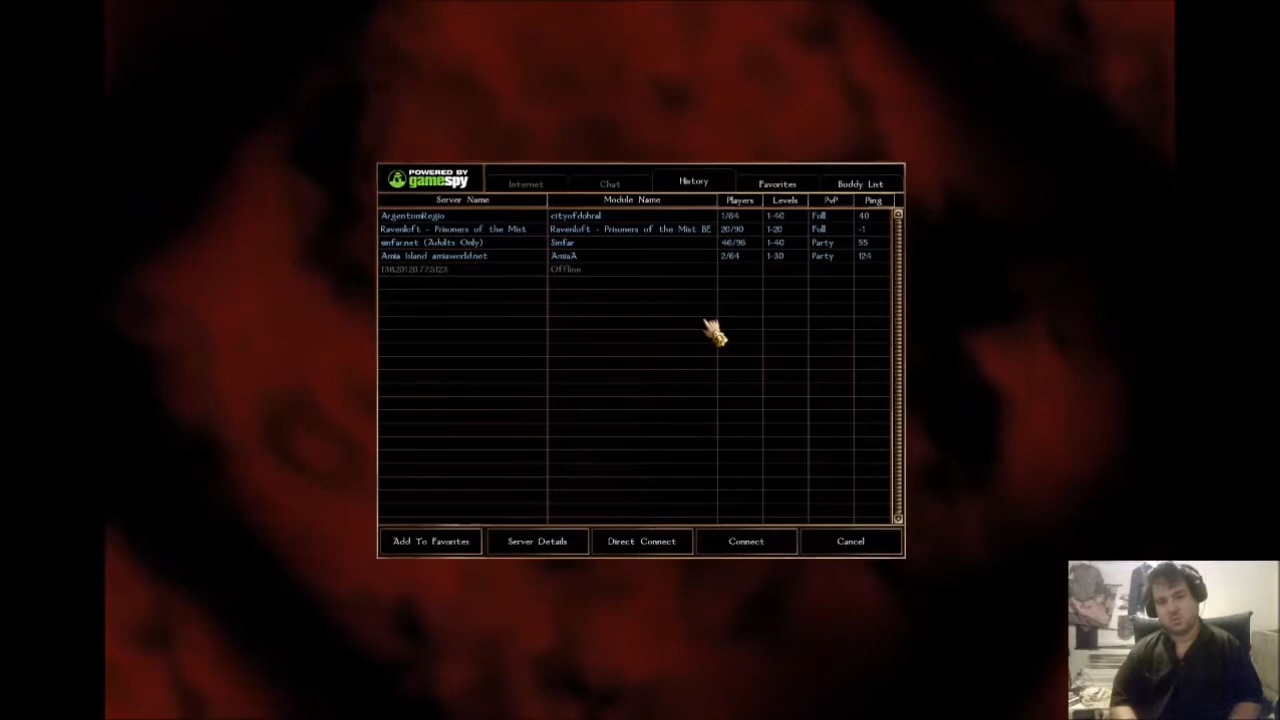 POWERED BY
gamespy
Internet
Chat
History
Favorites
Buddy List
Server Name Module Name Players Levels PvP Ping
ArgentumRegio cityofdohral 1/64 1-40 Full 40
Ravenloft - Prisoners of the Mist Ravenloft - Prisoners of the Mist BE 20/90 1-20 Full -1
sinfar.net (Adults Only) Sinfar 46/96 1-40 Party 55
Amia Island amiaworld.net AmiaA 2/64 1-30 Party 124
Offline
Add To Favorites Server Details Direct Connect Connect Cancel